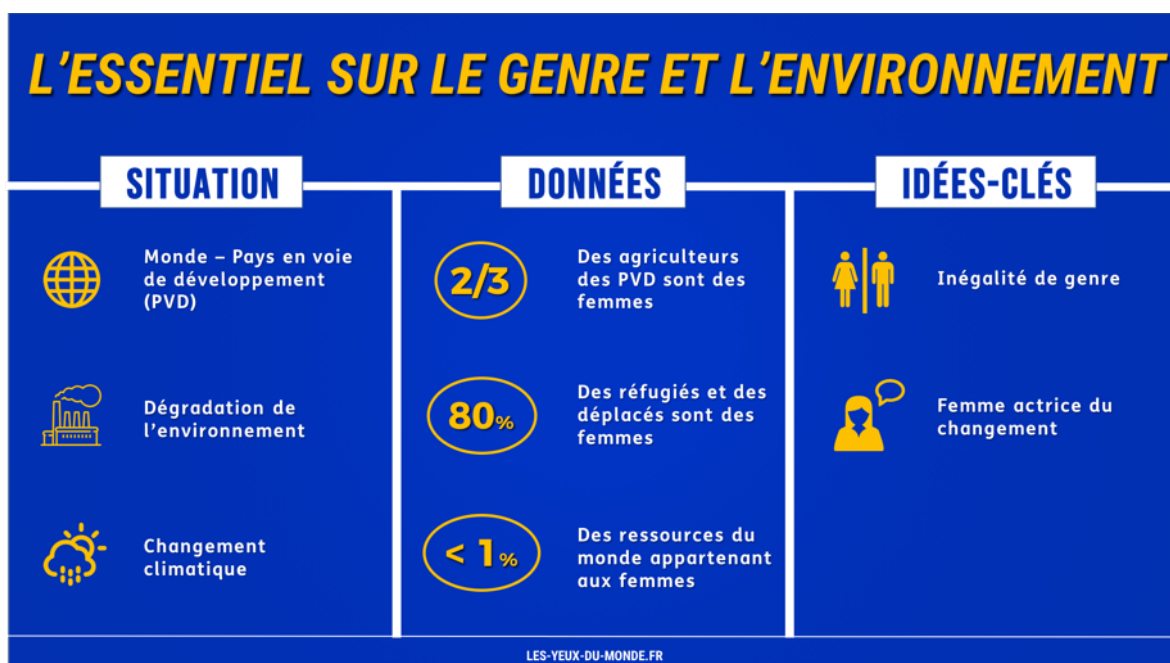 L'ESSENTIEL SUR LE GENRE ET L'ENVIRONNEMENT
SITUATION
Monde – Pays en voie
de développement
(PVD)
Dégradation de
l'environnement
Changement
climatique
DONNÉES
2/3
Des agriculteurs
des PVD sont des
femmes
80%
Des réfugiés et des
déplacés sont des
femmes
< 1%
Des ressources du
monde appartenant
aux femmes
IDÉES-CLÉS
Inégalité de genre
Femme actrice du
changement
LES-YEUX-DU-MONDE.FR